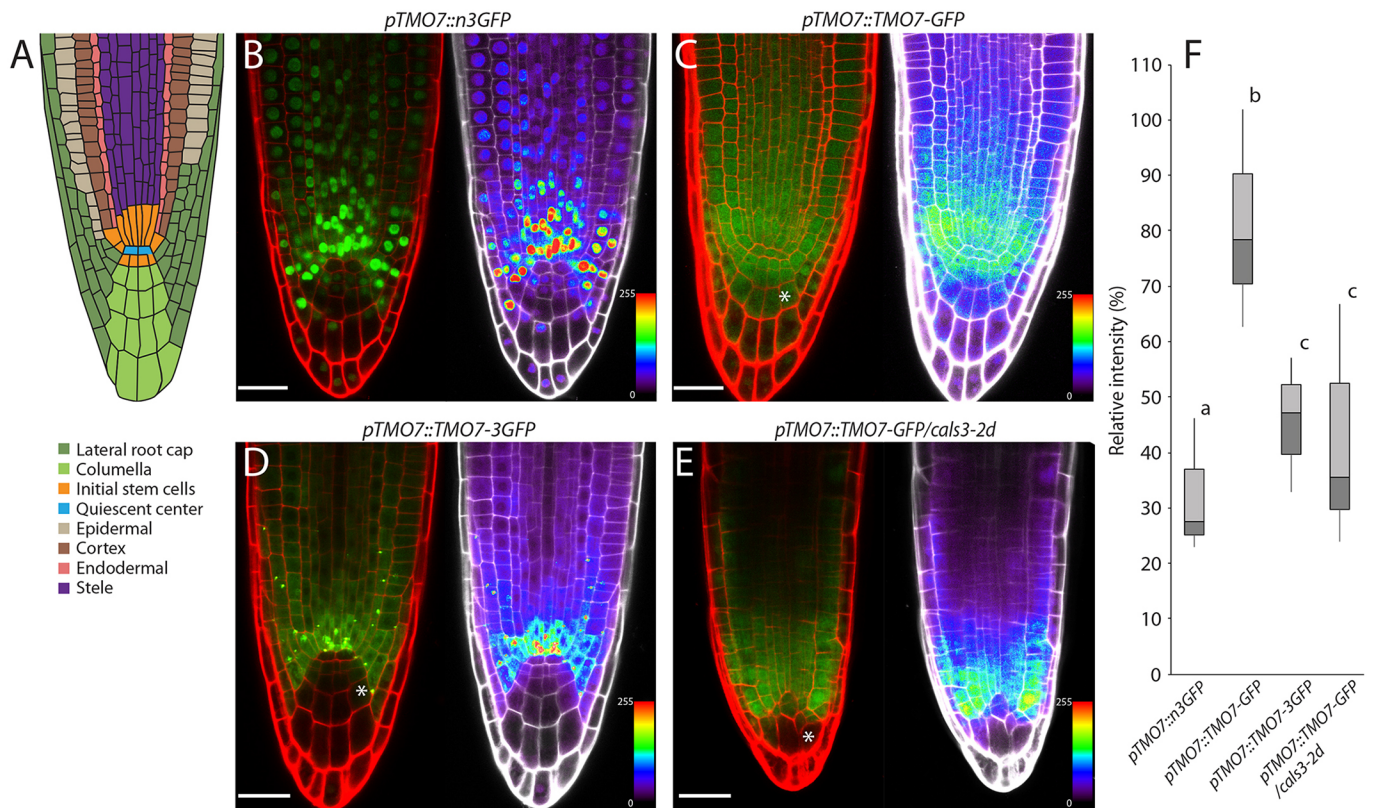 A
Lateral root cap
Columella
Initial stem cells
Quiescent center
Epidermal
Cortex
Endodermal
Stele
pTMO7::n3GFP
B
255
0
pTMO7::TMO7-GFP
C
*
255
0
pTMO7::TMO7-3GFP
D
*
255
0
pTMO7::TMO7-GFP/cals3-2d
E
*
255
0
F
Relative intensity (%)
110
100
90
80
70
60
50
40
30
20
10
0
a
b
c
c
pTMO7::n3GFP
pTMO7::TMO7-GFP
pTMO7::TMO7-3GFP
pTMO7::TMO7-GFP
/cals3-2d